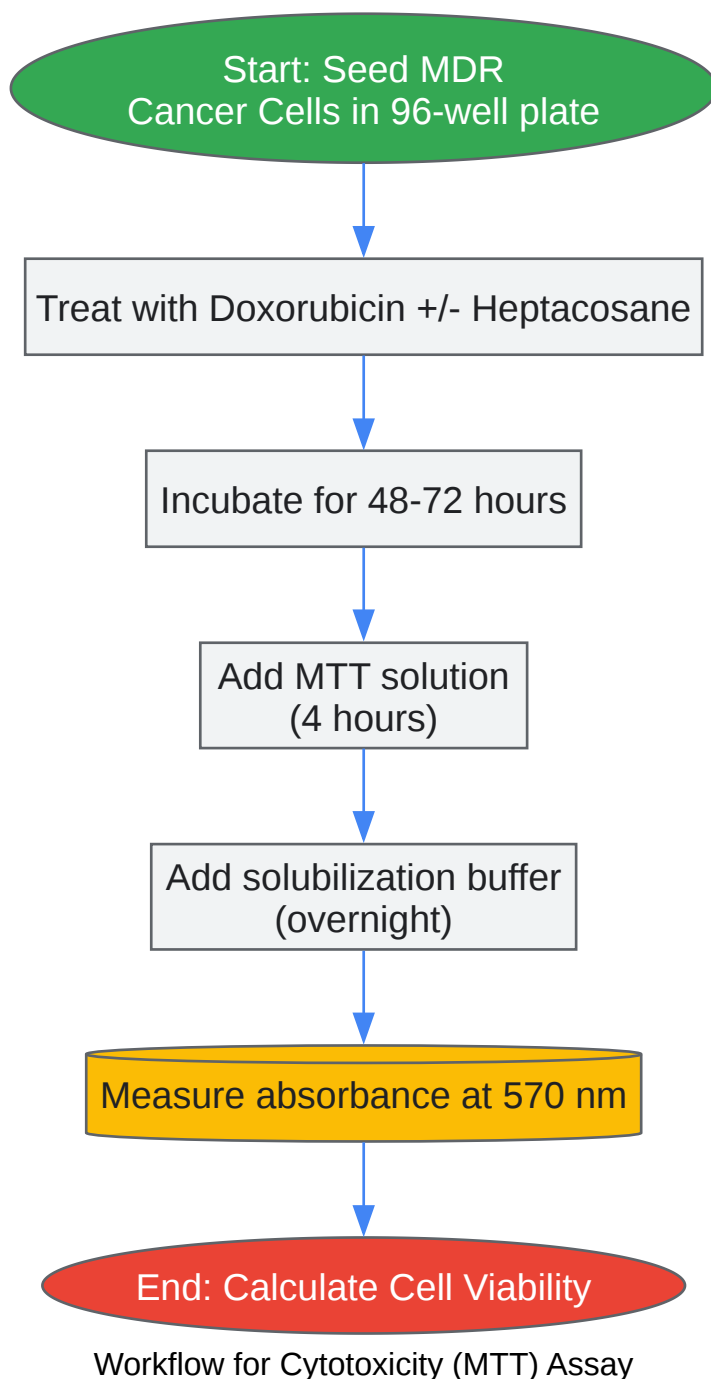 Start: Seed MDR
Cancer Cells in 96-well plate
Treat with Doxorubicin +/- Heptacosane
Incubate for 48-72 hours
Add MTT solution
(4 hours)
Add solubilization buffer
(overnight)
Measure absorbance at 570 nm
End: Calculate Cell Viability
Workflow for Cytotoxicity (MTT) Assay